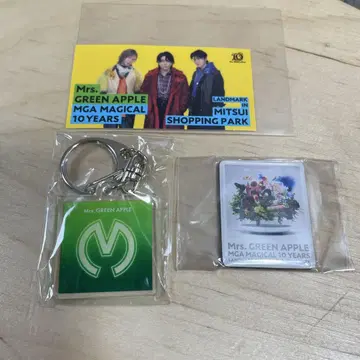 10
Mrs.
GREEN APPLE
MGA MAGICAL
10 YEARS
LANDMARK
IN
MITSUI
SHOPPING PARK
Mrs. GREEN APPLE
Mrs. GREEN APPLE
MGA MAGICAL 10 YEARS